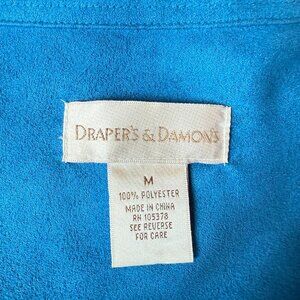 DRAPER'S & DAMON'S
M
100% POLYESTER
MADE IN CHINA
RN 105378
SEE REVERSE
FOR CARE